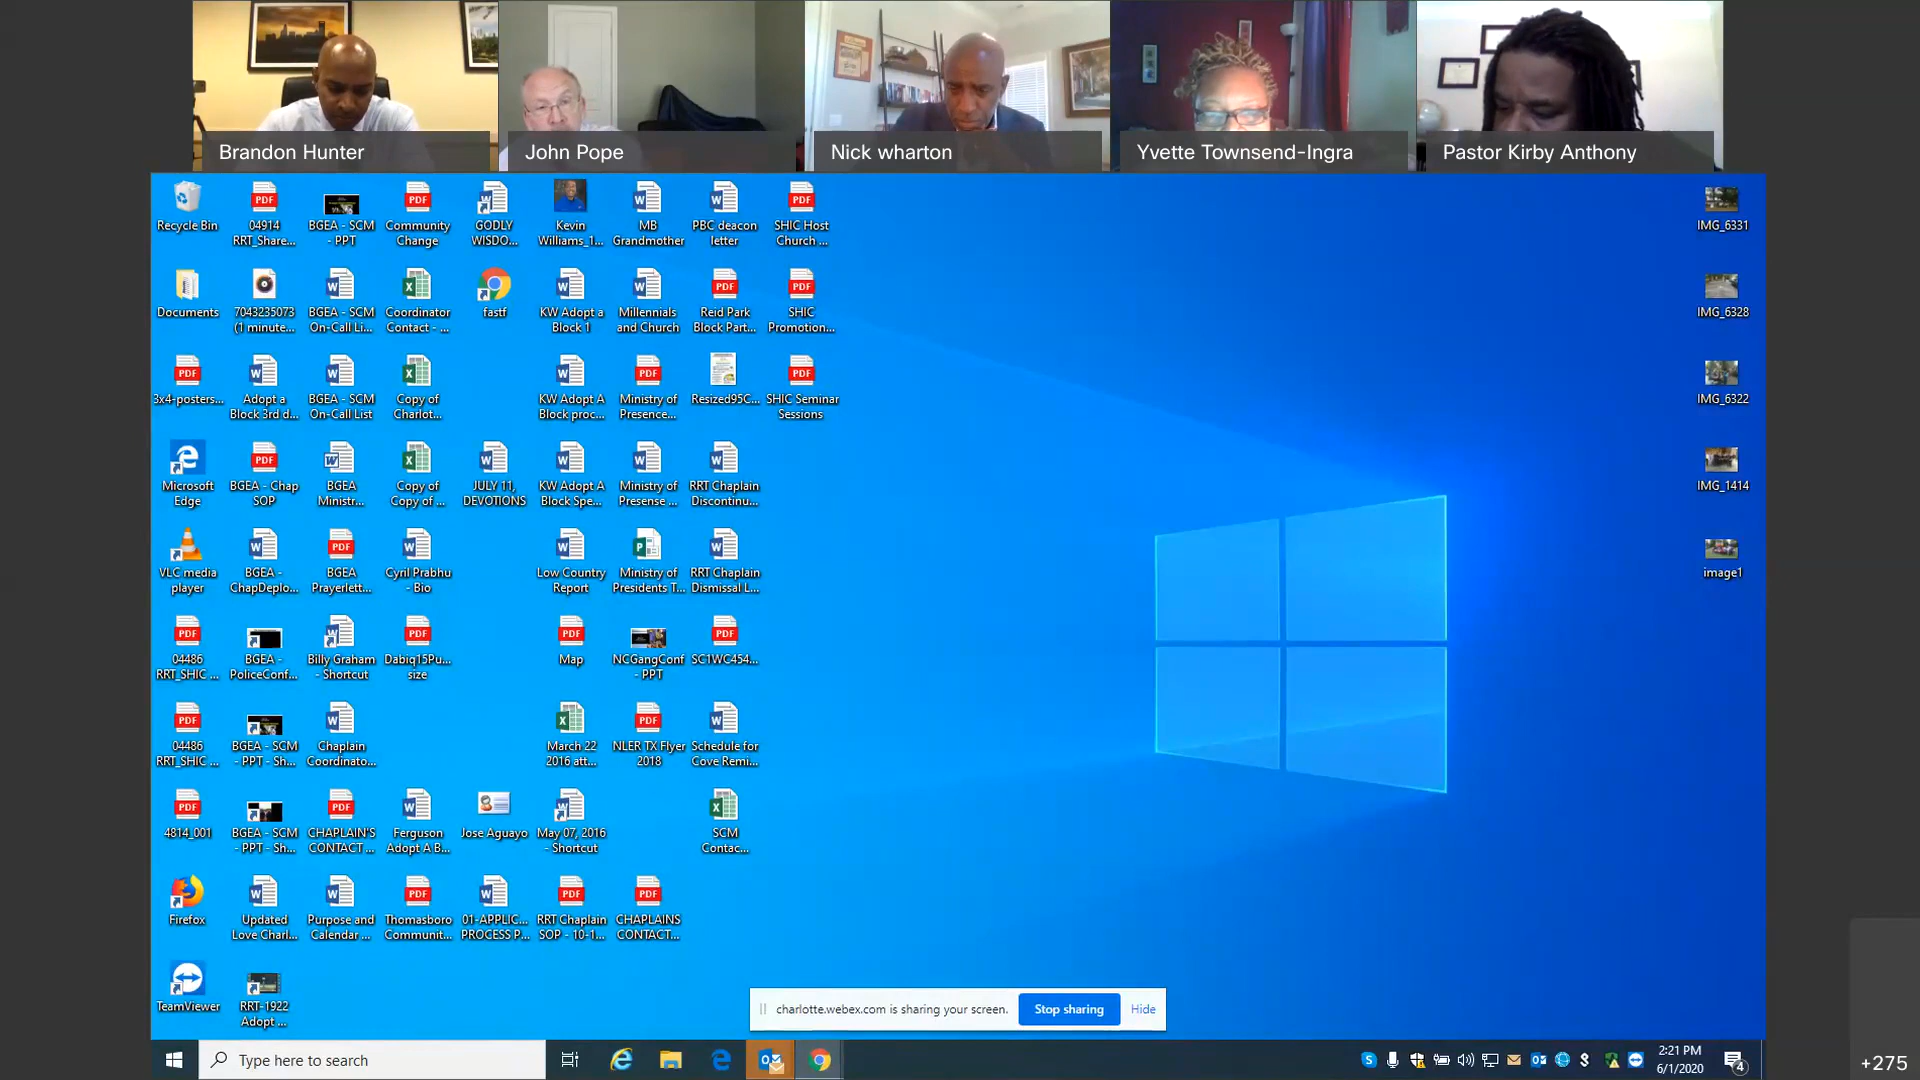 Brandon Hunter
John Pope
Nick wharton
Yvette Townsend-Ingra
Pastor Kirby Anthony
Recycle Bin
04914
RRT_Share...
BGEA - SCM
- PPT
Community
Change
GODLY
WISDO...
Kevin
Williams_1...
MB
Grandmother
PBC deacon
letter
SHIC Host
Church ...
IMG_6331
Documents
7043235073
(1 minute...
BGEA - SCM
On-Call Li...
Coordinator
Contact - ...
fastf
KW Adopt a
Block 1
Millennials
and Church
Reid Park
Block Part...
SHIC
Promotion...
IMG_6328
3x4-posters...
Adopt a
Block 3rd d...
BGEA - SCM
On-Call List
Copy of
Charlot...
KW Adopt A
Block proc...
Ministry of
Presence...
Resized95C...
SHIC Seminar
Sessions
IMG_6322
Microsoft
Edge
BGEA - Chap
SOP
BGEA
Ministr...
Copy of
Copy of ...
JULY 11,
DEVOTIONS
KW Adopt A
Block Spe...
Ministry of
Presense ...
RRT Chaplain
Discontinu...
IMG_1414
VLC media
player
BGEA -
ChapDeplo...
BGEA
Prayerlett...
Cyril Prabhu
- Bio
Low Country
Report
Ministry of
Presidents T...
RRT Chaplain
Dismissal L...
image1
04486
RRT_SHIC ...
BGEA -
PoliceConf...
Billy Graham
- Shortcut
Dabiq15Pu...
size
Map
NCGangConf
- PPT
SC1WC454...
04486
RRT_SHIC ...
BGEA - SCM
- PPT - Sh...
Chaplain
Coordinato...
March 22
2016 att...
NLER TX Flyer
2018
Schedule for
Cove Remi...
4814_001
BGEA - SCM
- PPT - Sh...
CHAPLAIN'S
CONTACT ...
Ferguson
Adopt A B...
Jose Aguayo
May 07, 2016
- Shortcut
SCM
Contac...
Firefox
Updated
Love Charl...
Purpose and
Calendar ...
Thomasboro
Communit...
01-APPLIC...
PROCESS P...
RRT Chaplain
SOP - 10-1...
CHAPLAINS
CONTACT...
TeamViewer
RRT-1922
Adopt ...
charlotte.webex.com is sharing your screen.
Stop sharing
Hide
Type here to search
2:21 PM
6/1/2020
4
+275